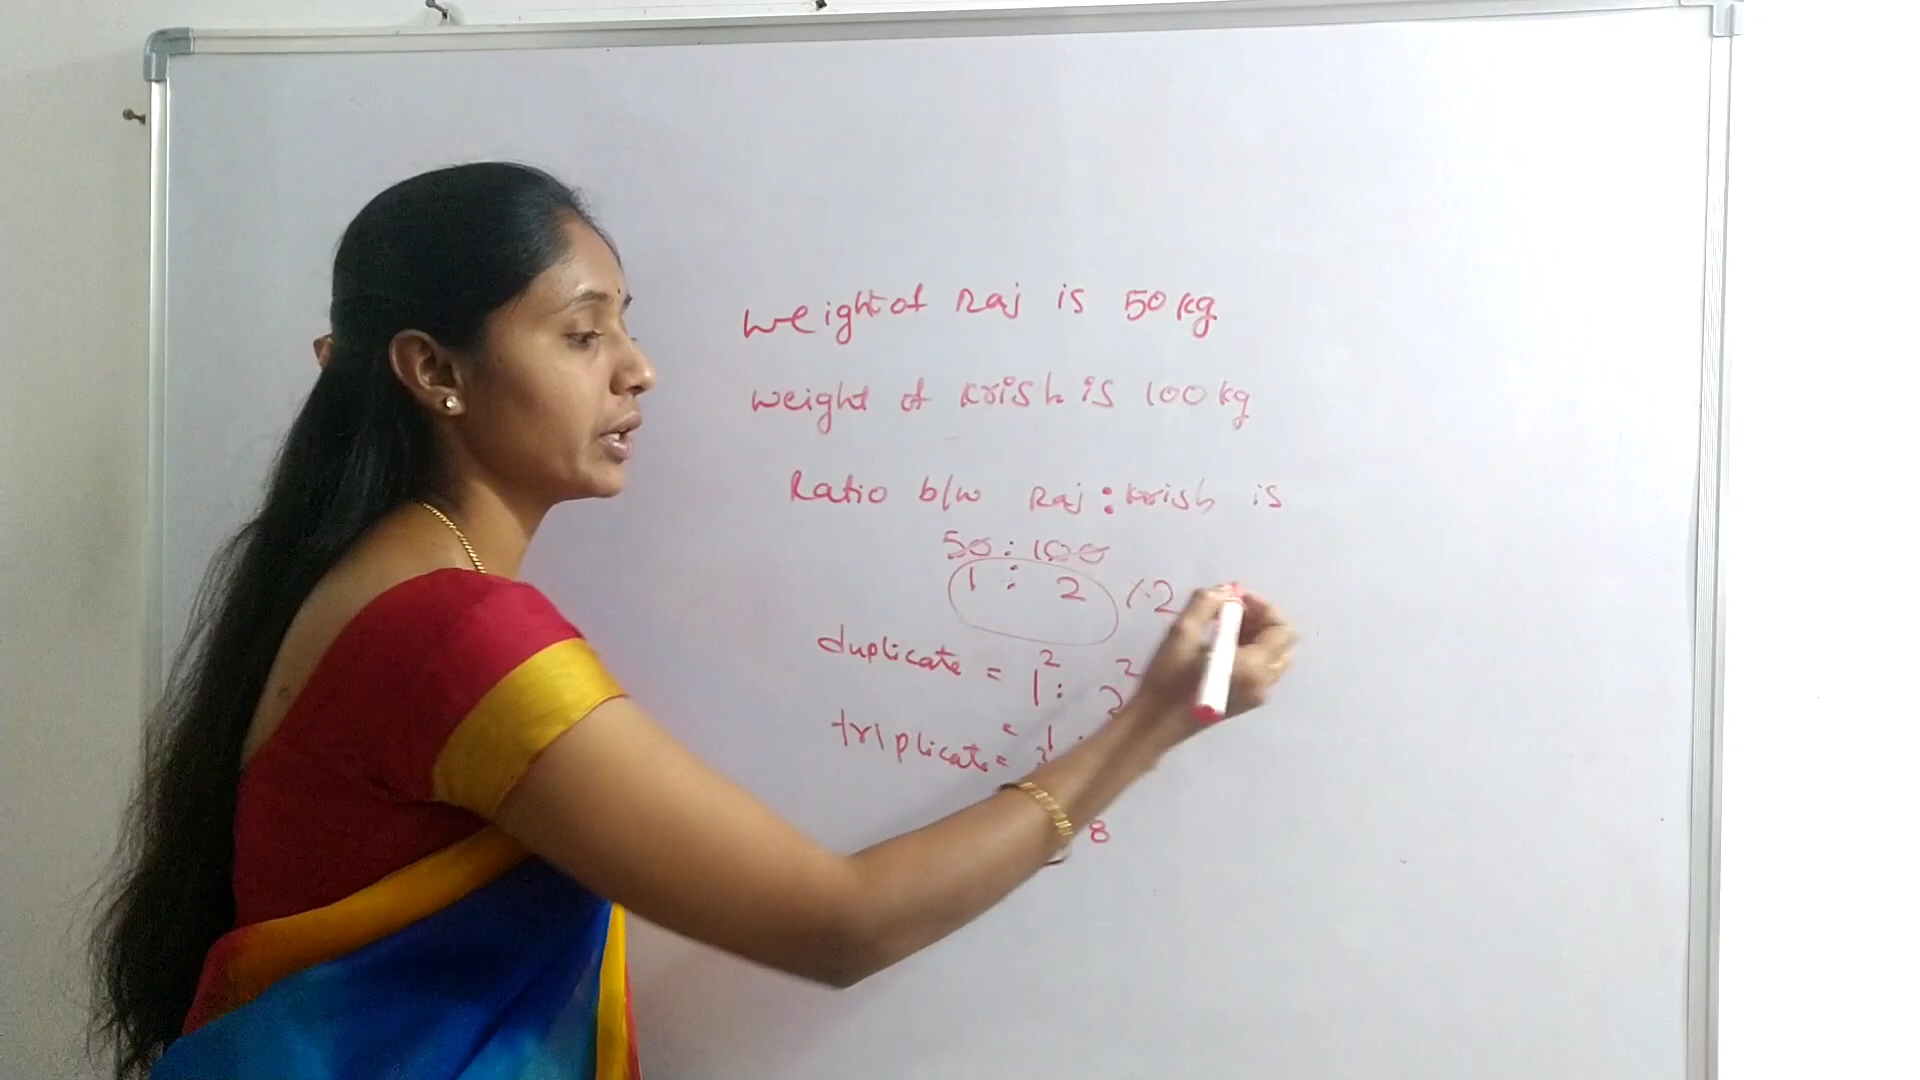 weight of Raj is 50 kg
weight of Krish is 100 kg
Ratio b/w Raj : Krish is
50 : 100
1 : 2
duplicate = 1² : 2²
= 1 :
triplicate =
8